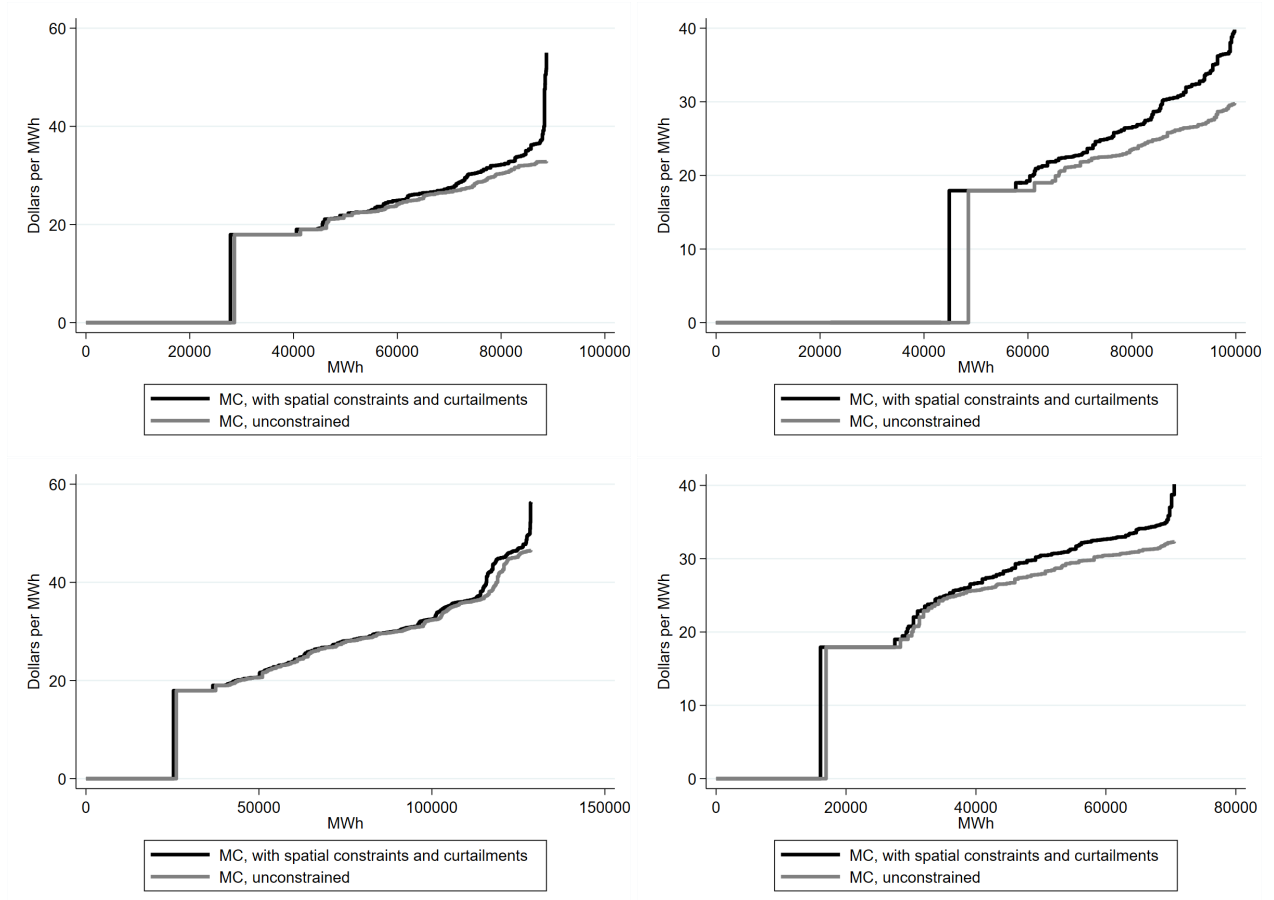 60
40
20
0
Dollars per MWh
0 20000 40000 60000 80000 100000
MWh
MC, with spatial constraints and curtailments
MC, unconstrained
40
30
20
10
0
Dollars per MWh
0 20000 40000 60000 80000 100000
MWh
MC, with spatial constraints and curtailments
MC, unconstrained
60
40
20
0
Dollars per MWh
0 50000 100000 150000
MWh
MC, with spatial constraints and curtailments
MC, unconstrained
40
30
20
10
0
Dollars per MWh
0 20000 40000 60000 80000
MWh
MC, with spatial constraints and curtailments
MC, unconstrained